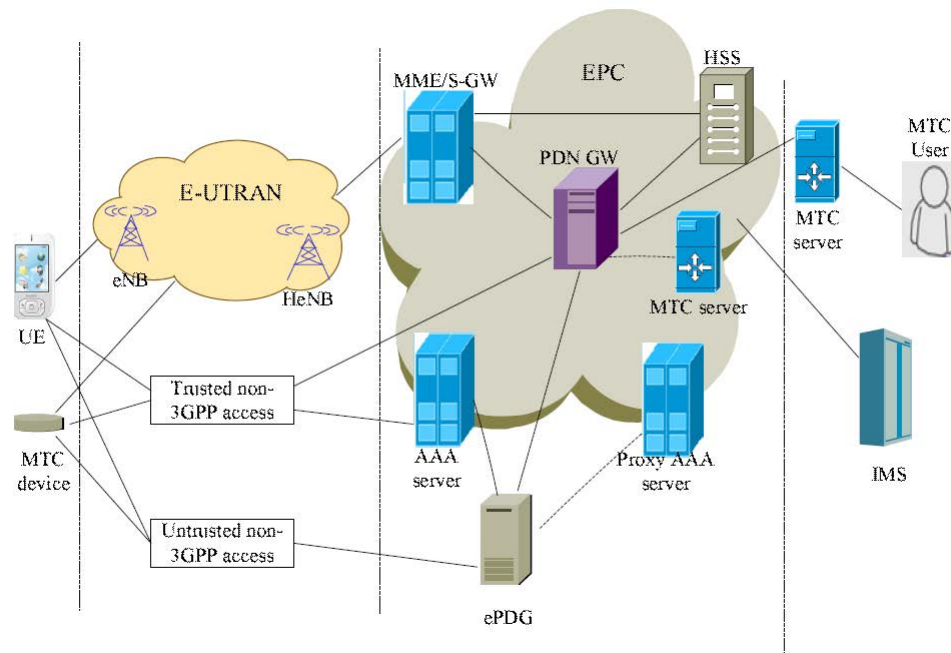 HSS
EPC
MME/S-GW
MTC
User
PDN GW
E-UTRAN
MTC
server
eNB
HeNB
MTC server
UE
Trusted non-
3GPP access
AAA
server
Proxy AAA
server
MTC
device
IMS
Untrusted non-
3GPP access
ePDG